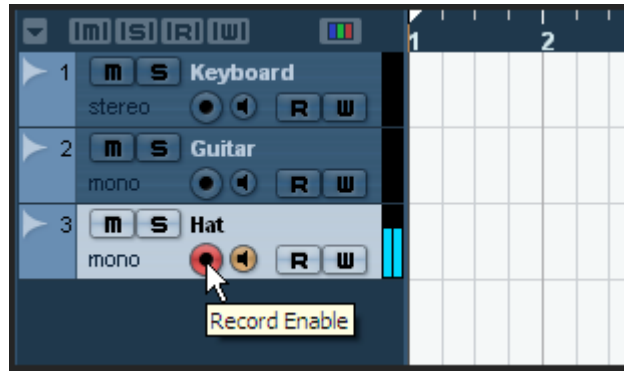 [m] [S] [R] [W]
1 2
1 m S Keyboard
stereo R W
2 m S Guitar
mono R W
3 m S Hat
mono R W
Record Enable